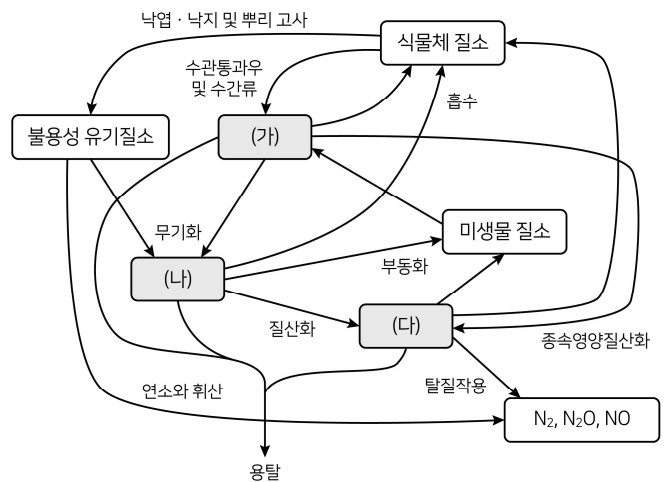 낙엽 · 낙지 및 뿌리 고사
식물체 질소
수관통과우
및 수간류
흡수
불용성 유기질소
(가)
무기화
미생물 질소
(나)
부동화
질산화
(다)
종속영양질산화
탈질작용
연소와 휘산
N₂, N₂O, NO
용탈